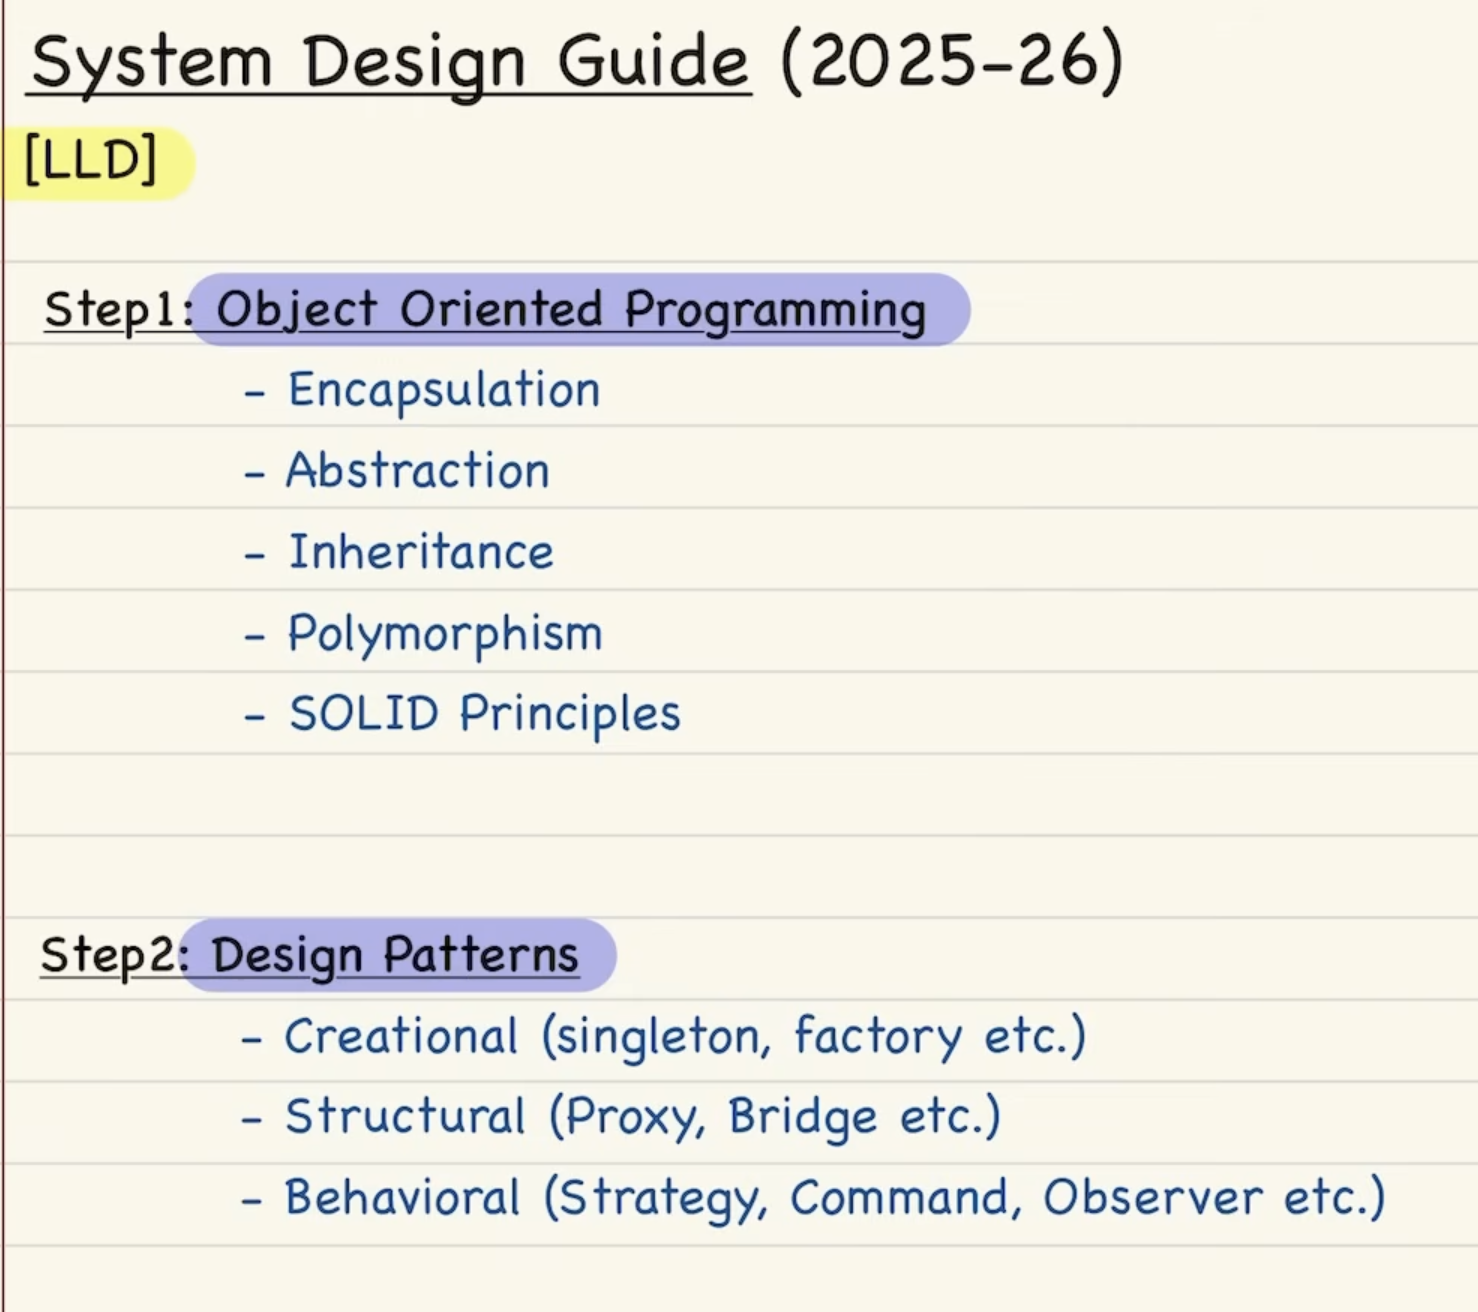 System Design Guide (2025-26)
[LLD]
Step1: Object Oriented Programming
- Encapsulation
- Abstraction
- Inheritance
- Polymorphism
- SOLID Principles
Step2: Design Patterns
- Creational (singleton, factory etc.)
- Structural (Proxy, Bridge etc.)
- Behavioral (Strategy, Command, Observer etc.)